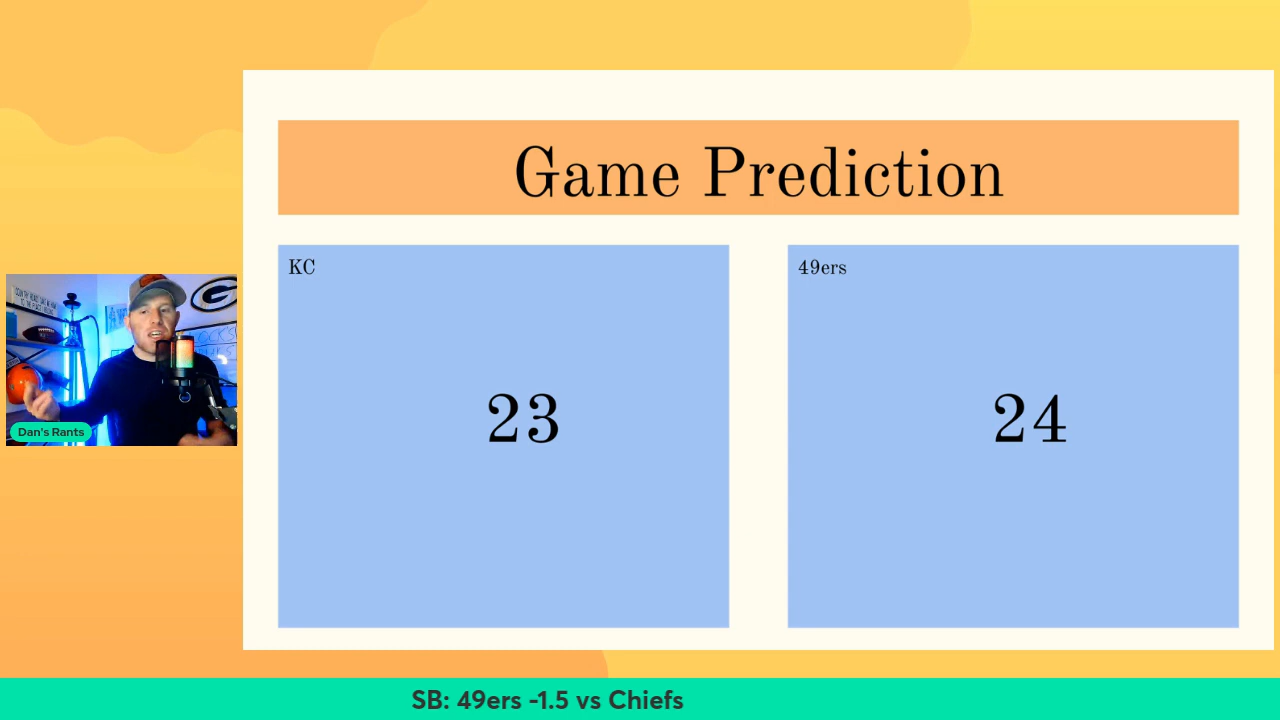 Game Prediction
KC
49ers
23
24
G
Dan's Rants
SB: 49ers -1.5 vs Chiefs